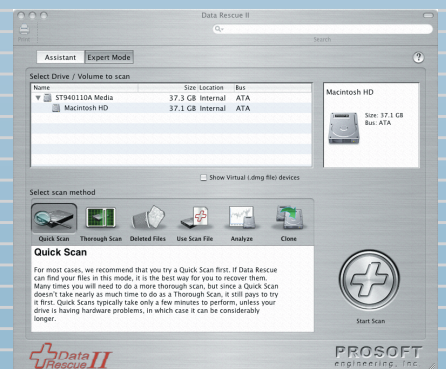 Data Rescue II
Print
Search
Assistant Expert Mode
?
Select Drive / Volume to scan
Name Size Location Bus
ST940110A Media 37.3 GB Internal ATA
Macintosh HD 37.1 GB Internal ATA
Macintosh HD
Size: 37.1 GB
Bus: ATA
Show Virtual (.dmg file) devices
Select scan method
Quick Scan Thorough Scan Deleted Files Use Scan File Analyze Clone
Quick Scan
For most cases, we recommend that you try a Quick Scan first. If Data Rescue
can find your files in this mode, it is the best way for you to recover them.
Many times you will need to do a more thorough scan, but since a Quick Scan
doesn't take nearly as much time to do as a Thorough Scan, it still pays to try
it first. Quick Scans typically take only a few minutes to perform, unless your
drive is having hardware problems, in which case it can be considerably
longer.
Start Scan
Data
Rescue II
PROSOFT
engineering, inc.